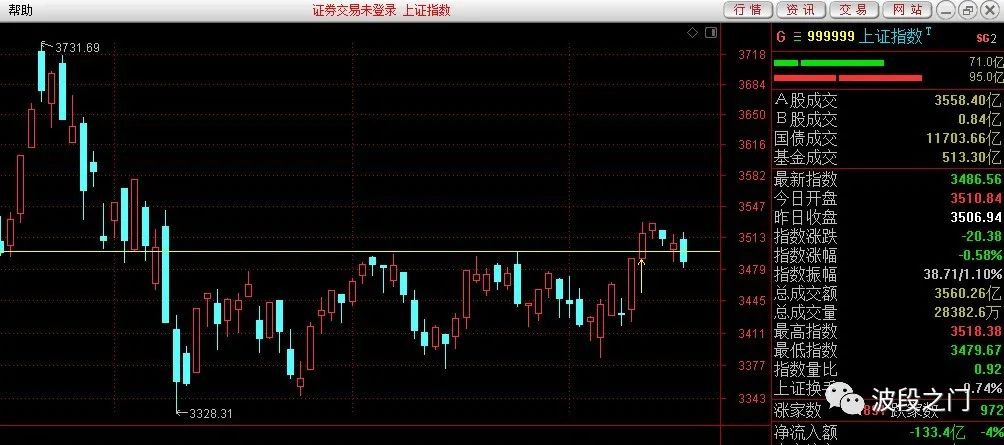 帮助 证券交易未登录 上证指数 行情 资讯 交易 网站
3731.69
3328.31
3718
3684
3650
3616
3582
3547
3513
3479
3445
3411
3377
3343
G 999999 上证指数 T SG2
71.0亿
95.0亿
A股成交 3558.40亿
B股成交 0.84亿
国债成交 11703.66亿
基金成交 513.30亿
最新指数 3486.56
今日开盘 3510.84
昨日收盘 3506.94
指数涨跌 -20.38
指数涨幅 -0.58%
指数振幅 38.71/1.10%
总成交额 3560.26亿
总成交量 28382.6万
最高指数 3518.38
最低指数 3479.67
指数量比 0.92
上证换手 0.74%
涨家数 跌家数 972
净流入额 -133.4亿 -4%
波段之门